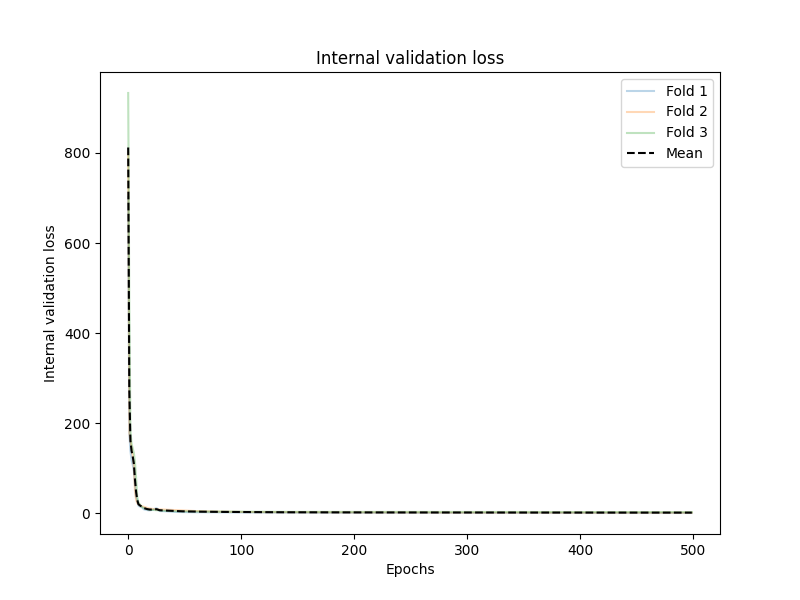 Internal validation loss
Fold 1
Fold 2
Fold 3
Mean
Internal validation loss
800
600
400
200
0
0 100 200 300 400 500
Epochs